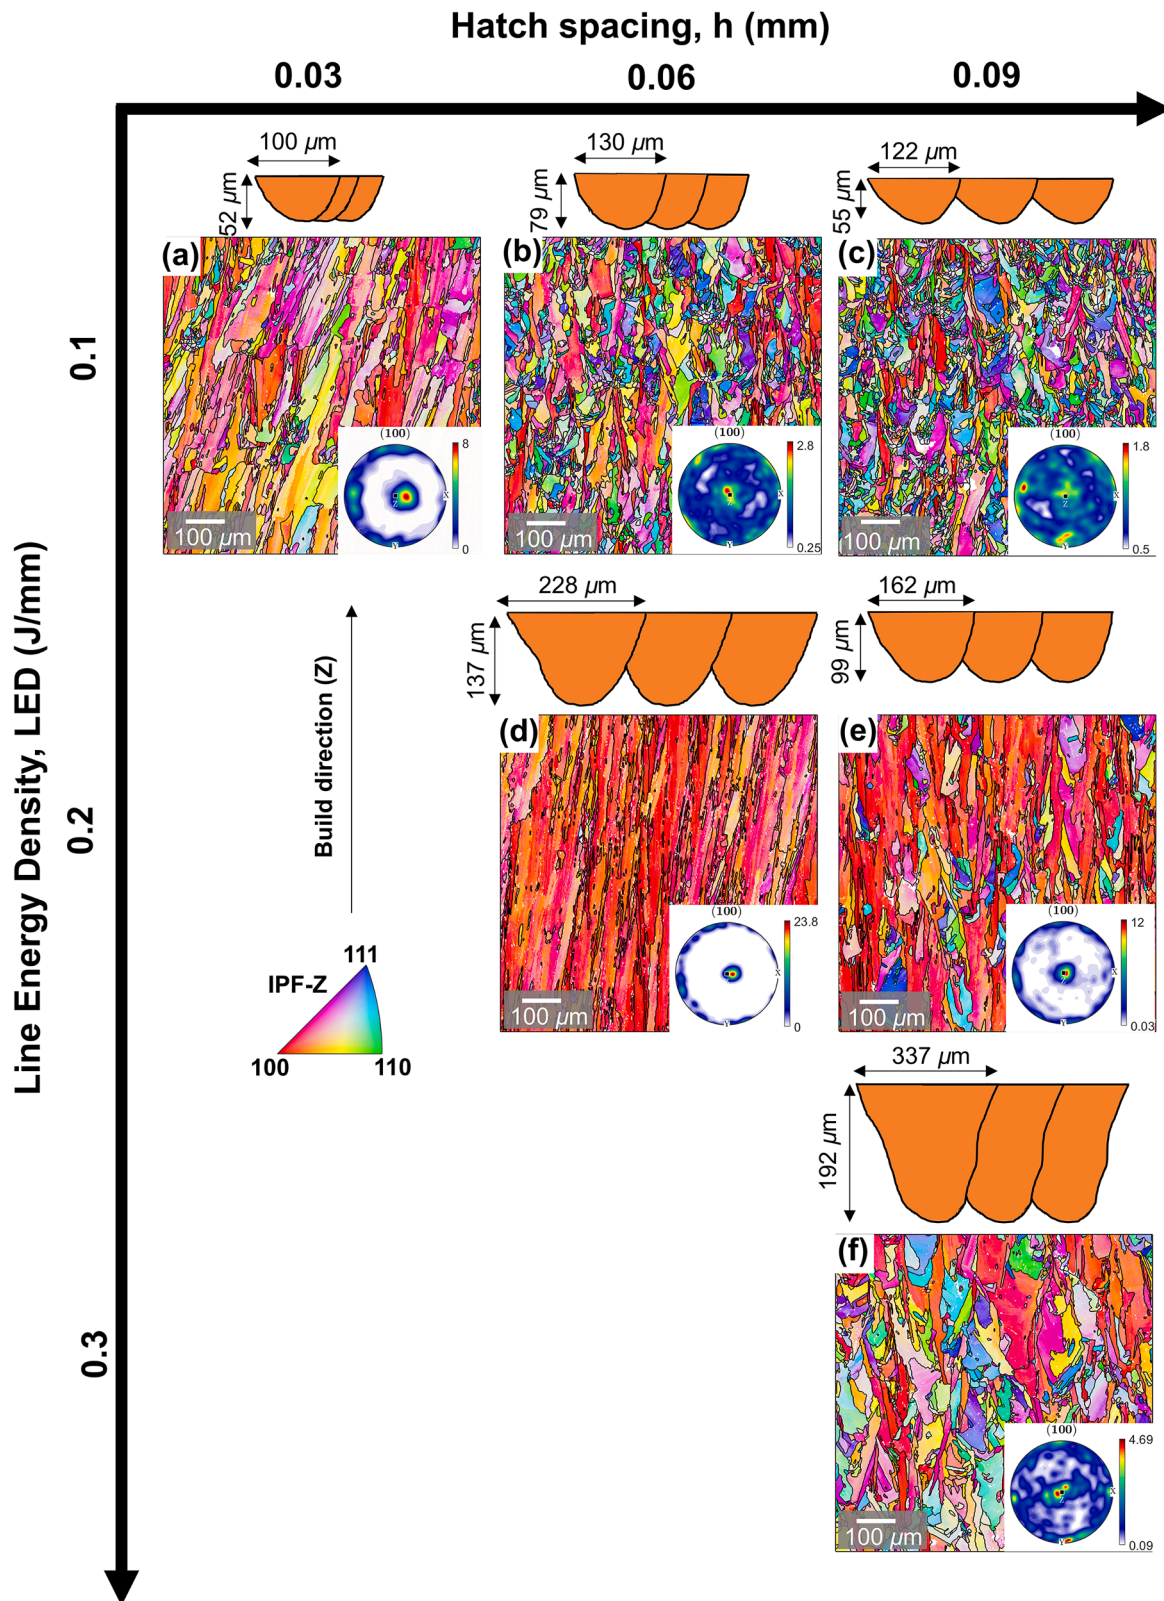 Hatch spacing, h (mm)
0.03 0.06 0.09
Line Energy Density, LED (J/mm)
0.1
100 µm
52 µm
(a)
100 µm
(100)
8
0
X
Y
Z
130 µm
79 µm
(b)
100 µm
(100)
2.8
0.25
X
Y
Z
122 µm
55 µm
(c)
100 µm
(100)
1.8
0.5
X
Y
Z
0.2
Build direction (Z)
IPF-Z
111
100 110
228 µm
137 µm
(d)
100 µm
(100)
23.8
0
X
Y
162 µm
99 µm
(e)
100 µm
(100)
12
0.03
X
Y
Z
0.3
337 µm
192 µm
(f)
100 µm
(100)
4.69
0.09
X
Y
Z